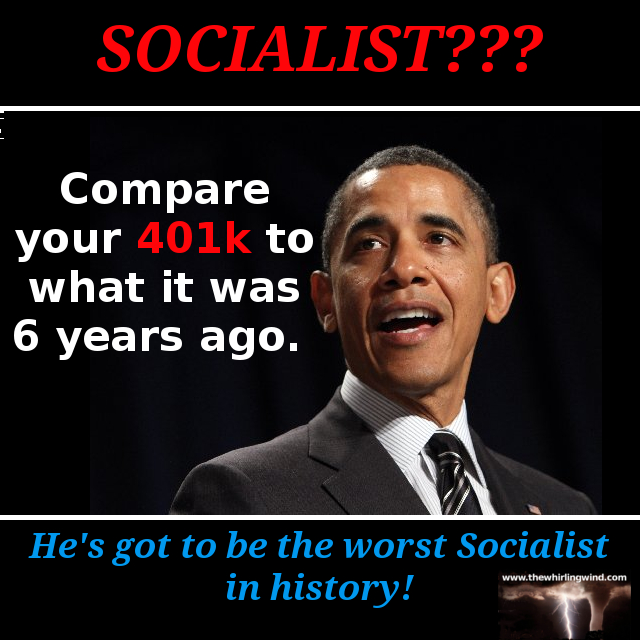 SOCIALIST???
Compare
your 401k to
what it was
6 years ago.
He's got to be the worst Socialist
in history!
www.thewhirlingwind.com